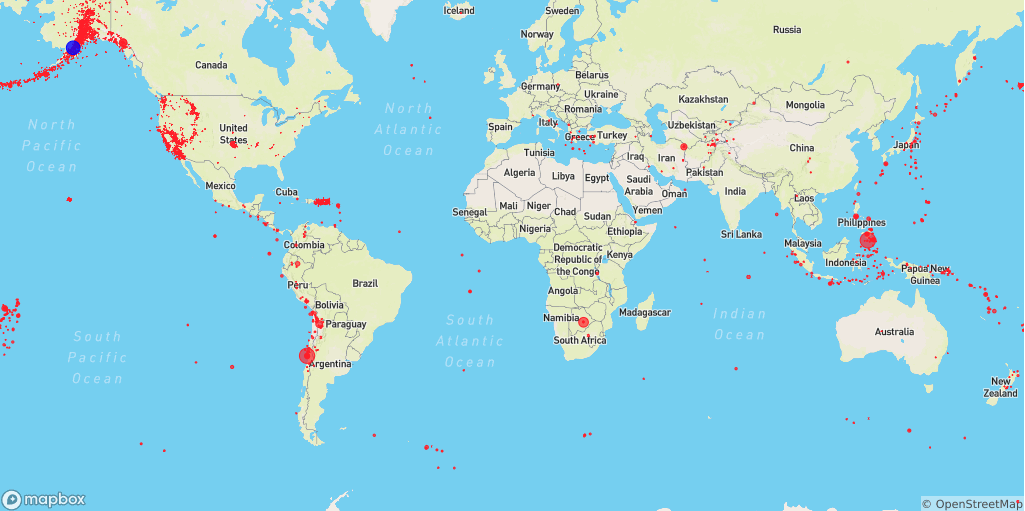 Iceland
Sweden
Russia
Norway
Canada
Belarus
Germany
Ukraine
Kazakhstan
Mongolia
North
Atlantic
Ocean
Romania
North
Pacific
Ocean
United
States
Spain
Italy
Greece
Turkey
Uzbekistan
China
Japan
Tunisia
Iraq
Iran
Pakistan
Algeria
Libya
Egypt
Saudi
Arabia
Oman
India
Laos
Mexico
Cuba
Senegal
Mali
Niger
Chad
Sudan
Yemen
Philippines
Nigeria
Ethiopia
Sri Lanka
Malaysia
Colombia
Democratic
Republic of
the Congo
Kenya
Indonesia
Papua New
Guinea
Peru
Brazil
Angola
Bolivia
Namibia
Madagascar
Indian
Ocean
South
Pacific
Ocean
Paraguay
South
Atlantic
Ocean
South Africa
Australia
Argentina
New
Zealand
mapbox
© OpenStreetMap